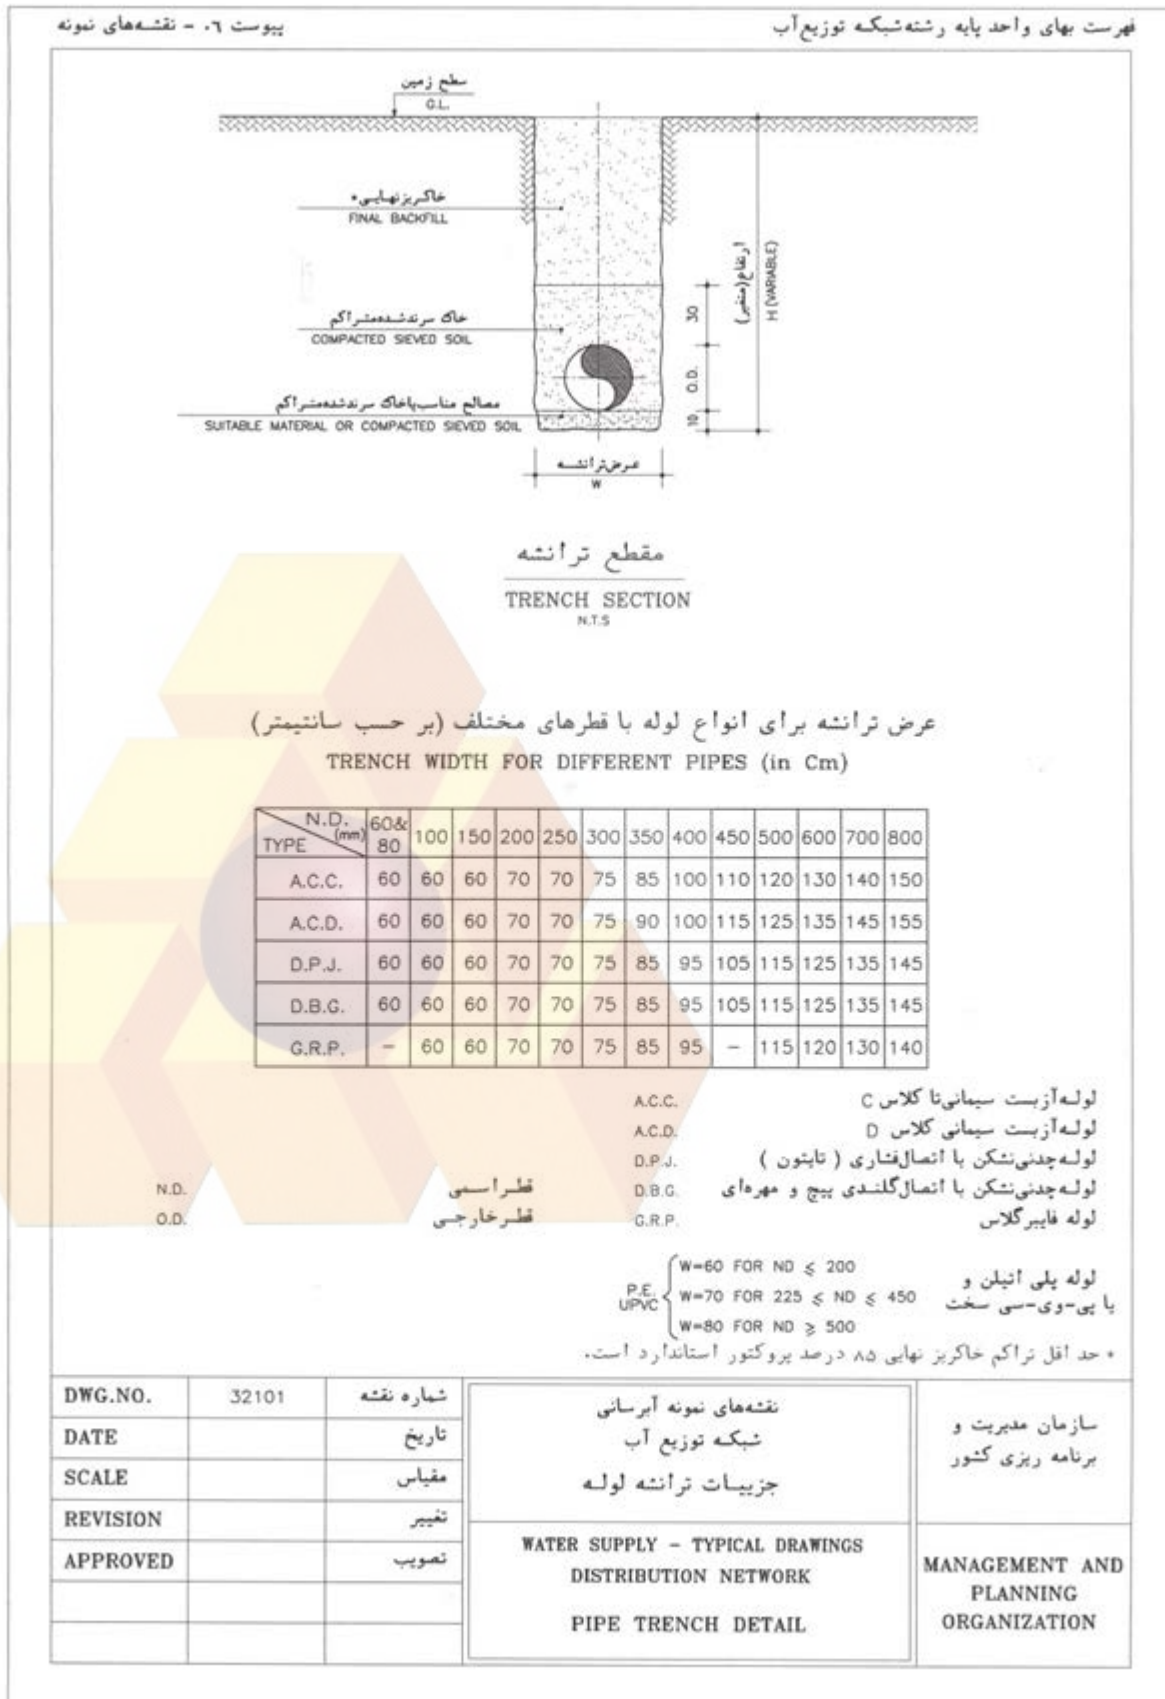 فهرست بهای واحد پایه رشته شبکه توزیع آب
پیوست ٦. - نقشه‌های نمونه
سطح زمین
G.L.
خاکریز نهایی*
FINAL BACKFILL
خاک سرند شده متراکم
COMPACTED SIEVED SOIL
مصالح مناسب یا خاک سرند شده متراکم
SUITABLE MATERIAL OR COMPACTED SIEVED SOIL
30
O.D.
10
ارتفاع (متغیر)
H (VARIABLE)
عرض ترانشه
W
مقطع ترانشه
TRENCH SECTION
N.T.S
عرض ترانشه برای انواع لوله با قطرهای مختلف (بر حسب سانتیمتر)
TRENCH WIDTH FOR DIFFERENT PIPES (in Cm)
TYPE N.D. (mm) 60& 80 100 150 200 250 300 350 400 450 500 600 700 800
A.C.C. 60 60 60 70 70 75 85 100 110 120 130 140 150
A.C.D. 60 60 60 70 70 75 90 100 115 125 135 145 155
D.P.J. 60 60 60 70 70 75 85 95 105 115 125 135 145
D.B.G. 60 60 60 70 70 75 85 95 105 115 125 135 145
G.R.P. - 60 60 70 70 75 85 95 - 115 120 130 140
لوله آزبست سیمانی تا کلاس C A.C.C.
لوله آزبست سیمانی کلاس D A.C.D.
لوله چدنی نشکن با اتصال فشاری ( تایتون ) D.P.J.
لوله چدنی نشکن با اتصال گلندی پیچ و مهره‌ای D.B.G. قطر اسمی N.D.
لوله فایبرگلاس G.R.P. قطر خارجی O.D.
لوله پلی اتیلن و
یا پی-وی-سی سخت
P.E.
UPVC
W=60 FOR ND ⩽ 200
W=70 FOR 225 ⩽ ND ⩽ 450
W=80 FOR ND ⩾ 500
* حد اقل تراکم خاکریز نهایی ٨٥ درصد پروکتور استاندارد است.
DWG.NO. 32101 شماره نقشه
DATE تاریخ
SCALE مقیاس
REVISION تغییر
APPROVED تصویب
نقشه‌های نمونه آبرسانی
شبکه توزیع آب
جزییات ترانشه لوله
WATER SUPPLY - TYPICAL DRAWINGS
DISTRIBUTION NETWORK
PIPE TRENCH DETAIL
سازمان مدیریت و
برنامه ریزی کشور
MANAGEMENT AND
PLANNING
ORGANIZATION